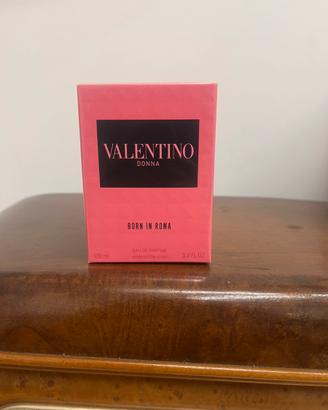 VALENTINO
DONNA
BORN IN ROMA
EAU DE PARFUM
100 ml 3.4 FL.OZ